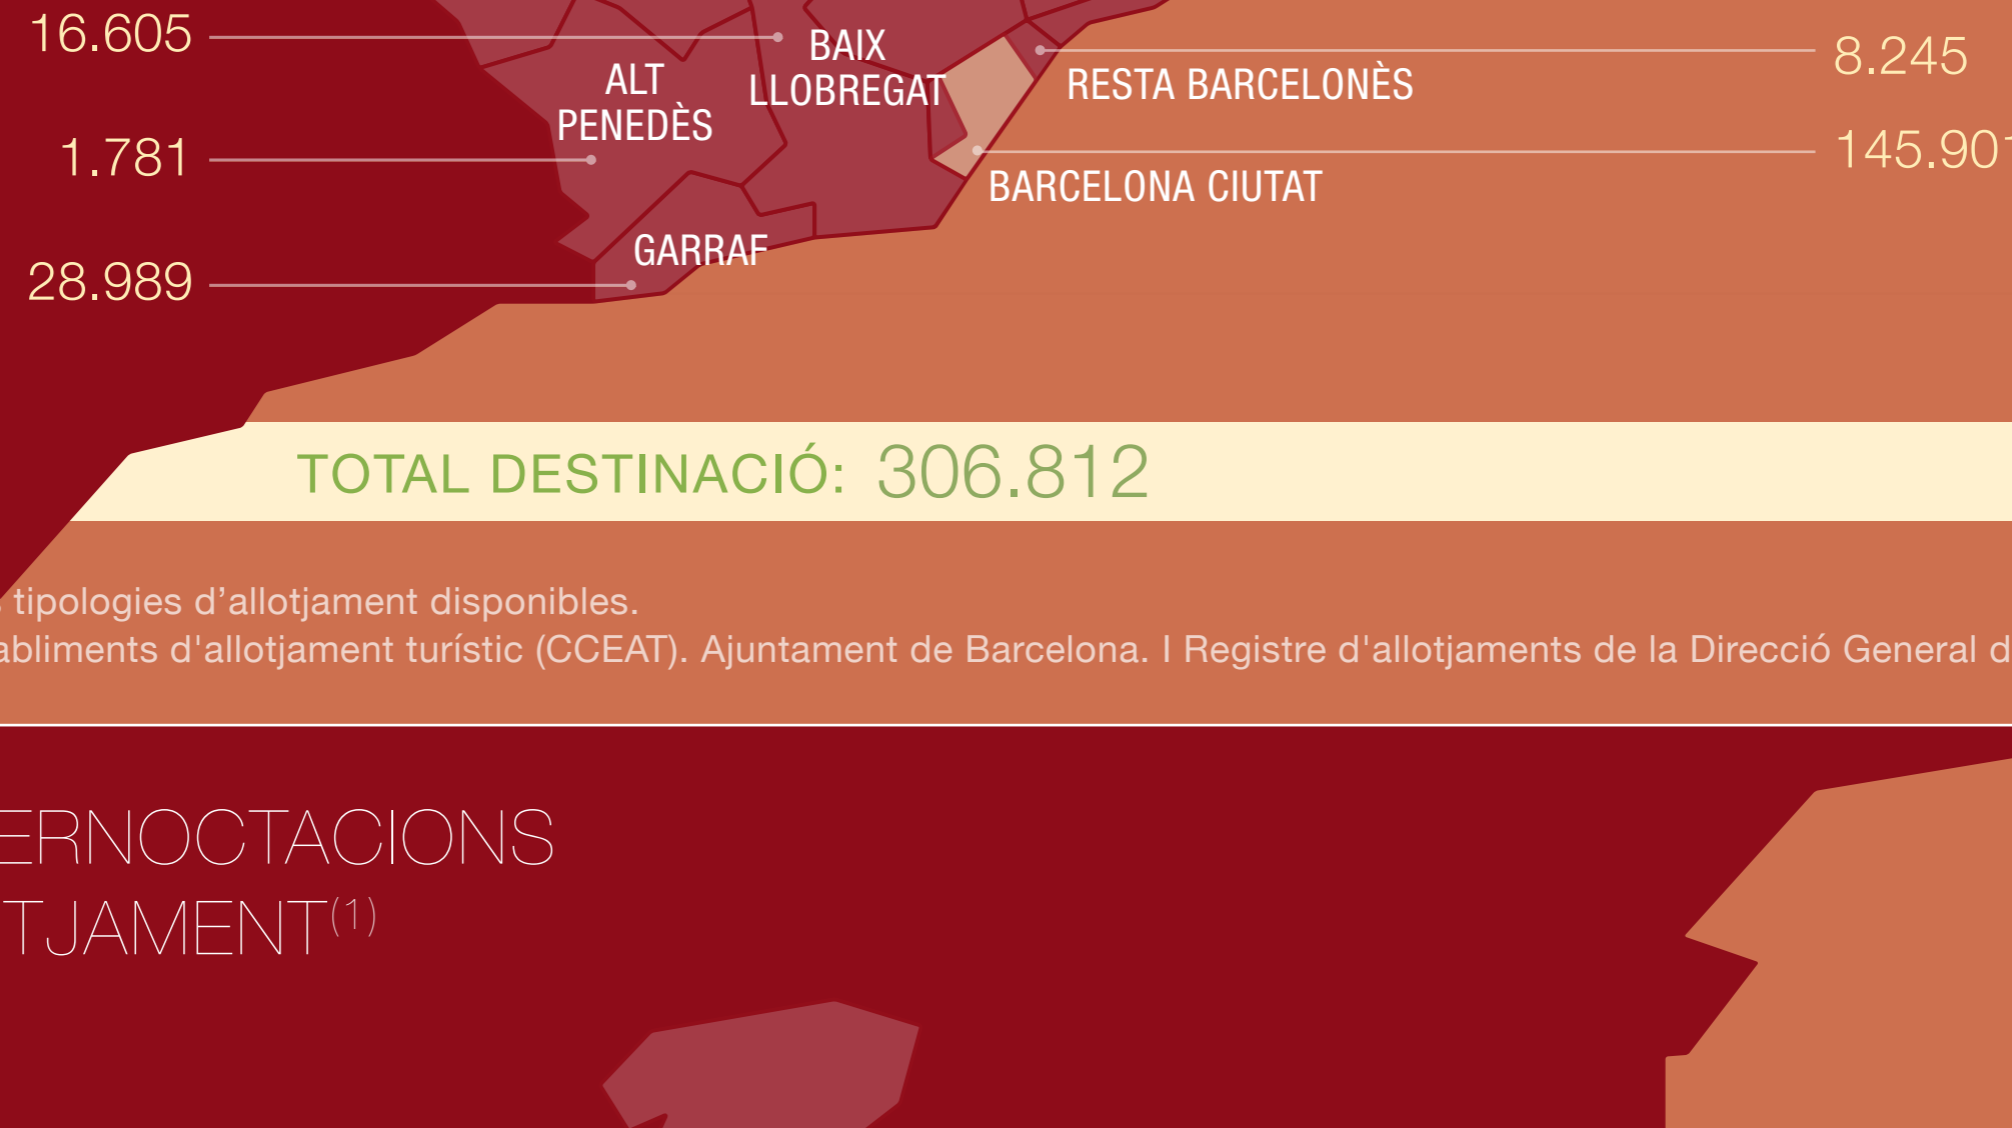 16.605
BAIX
LLOBREGAT
8.245
ALT
PENEDÈS
RESTA BARCELONÈS
1.781
145.901
BARCELONA CIUTAT
GARRAF
28.989
TOTAL DESTINACIÓ: 306.812
tipologies d’allotjament disponibles.
abliments d'allotjament turístic (CCEAT). Ajuntament de Barcelona. I Registre d'allotjaments de la Direcció General d
ERNOCTACIONS
TJAMENT(1)